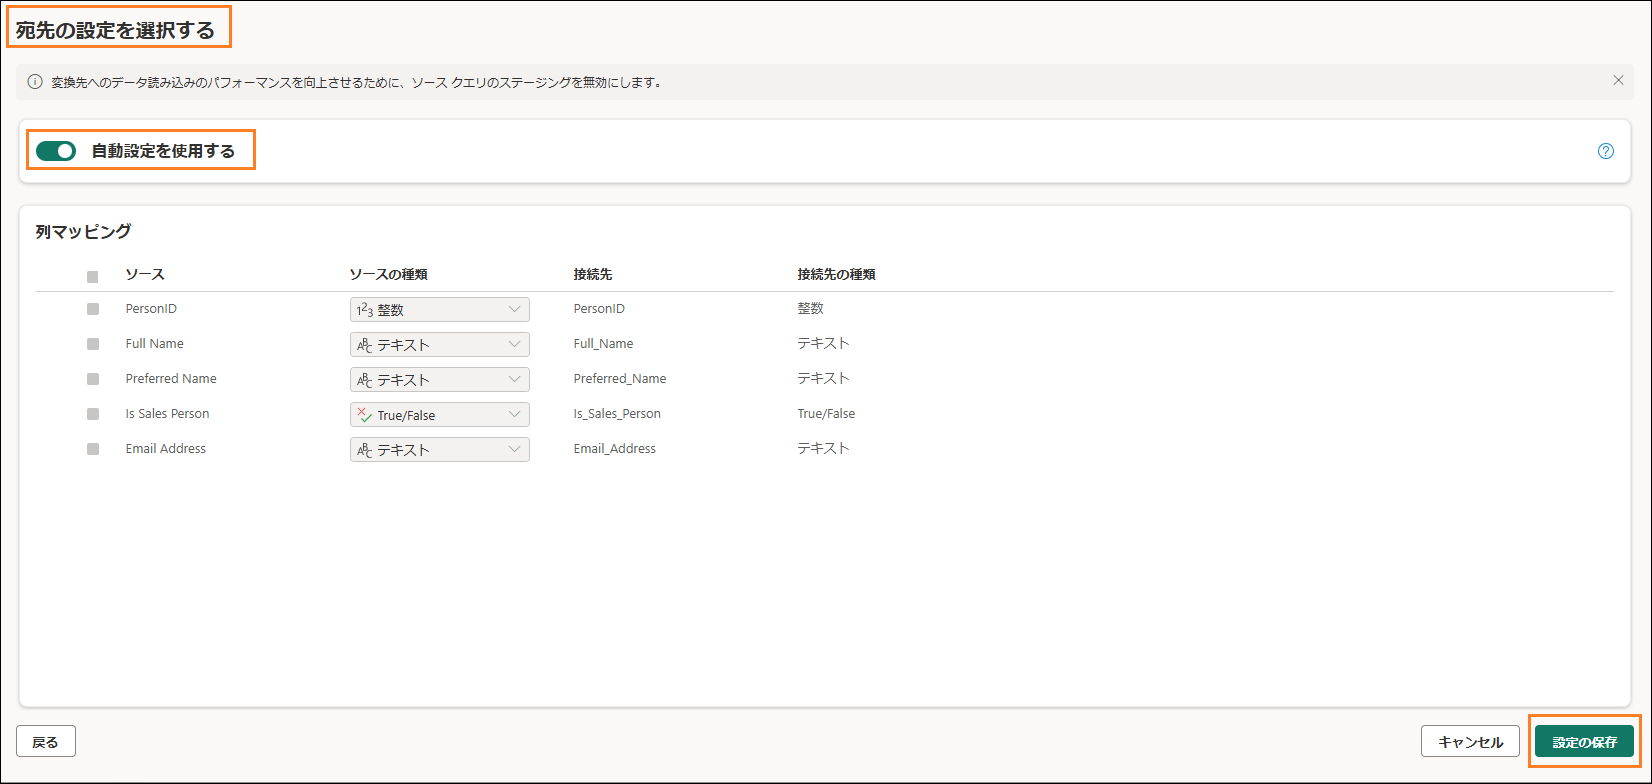 宛先の設定を選択する
変換先へのデータ読み込みのパフォーマンスを向上させるために、ソース クエリのステージングを無効にします。
自動設定を使用する
列マッピング
ソース ソースの種類 接続先 接続先の種類
PersonID 123 整数 PersonID 整数
Full Name ABC テキスト Full_Name テキスト
Preferred Name ABC テキスト Preferred_Name テキスト
Is Sales Person True/False Is_Sales_Person True/False
Email Address ABC テキスト Email_Address テキスト
戻る キャンセル 設定の保存